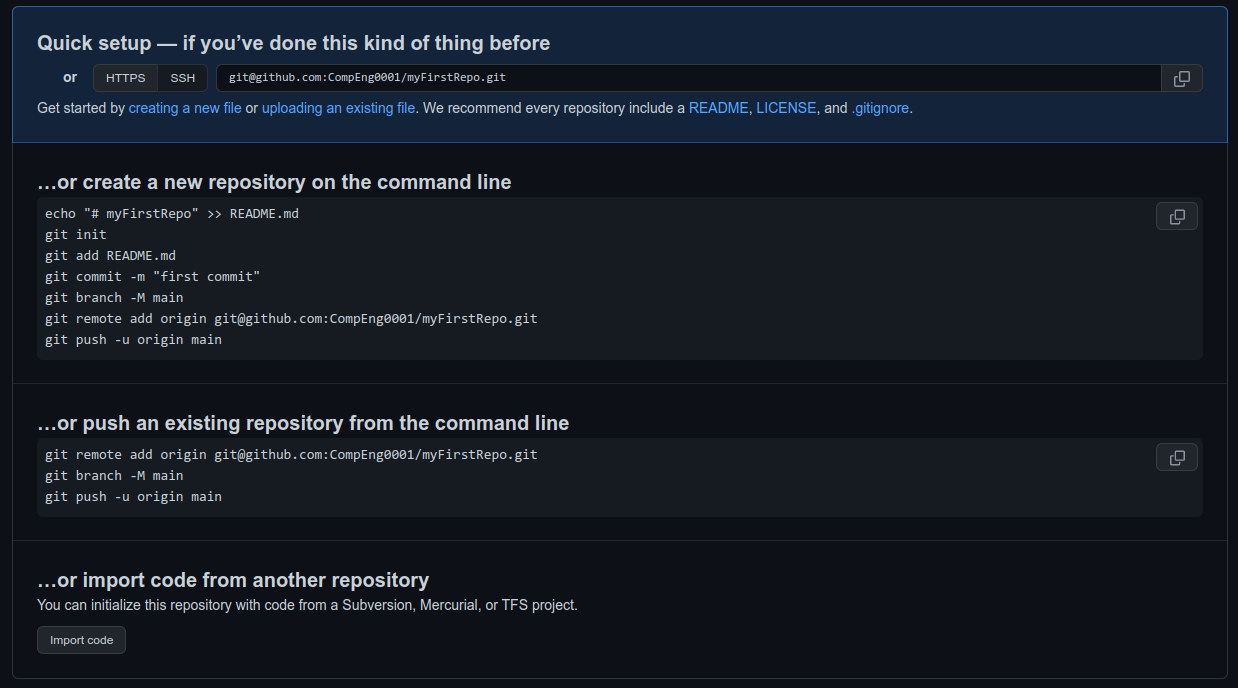 Quick setup — if you’ve done this kind of thing before
or HTTPS SSH git@github.com:CompEng0001/myFirstRepo.git
Get started by creating a new file or uploading an existing file. We recommend every repository include a README, LICENSE, and .gitignore.
…or create a new repository on the command line
echo "# myFirstRepo" >> README.md
git init
git add README.md
git commit -m "first commit"
git branch -M main
git remote add origin git@github.com:CompEng0001/myFirstRepo.git
git push -u origin main
…or push an existing repository from the command line
git remote add origin git@github.com:CompEng0001/myFirstRepo.git
git branch -M main
git push -u origin main
…or import code from another repository
You can initialize this repository with code from a Subversion, Mercurial, or TFS project.
Import code